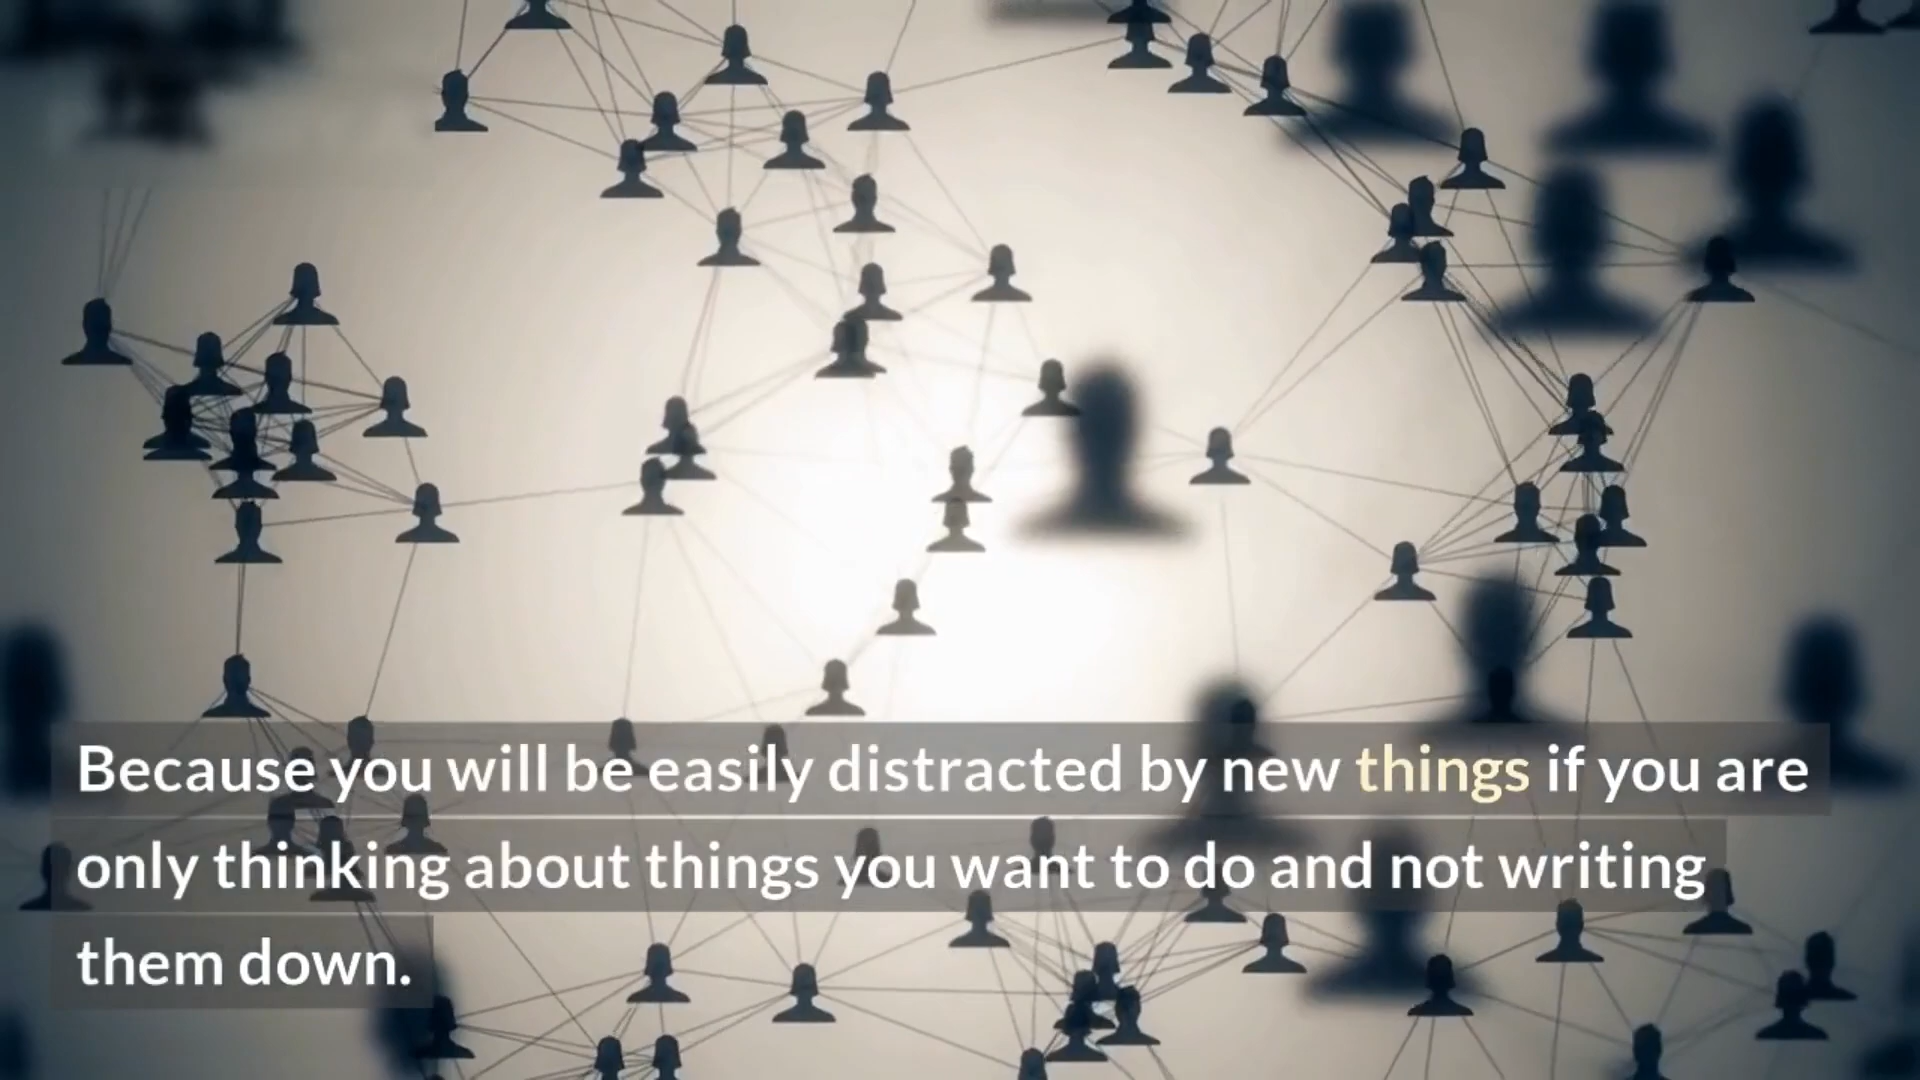 Because you will be easily distracted by new things if you are
only thinking about things you want to do and not writing
them down.